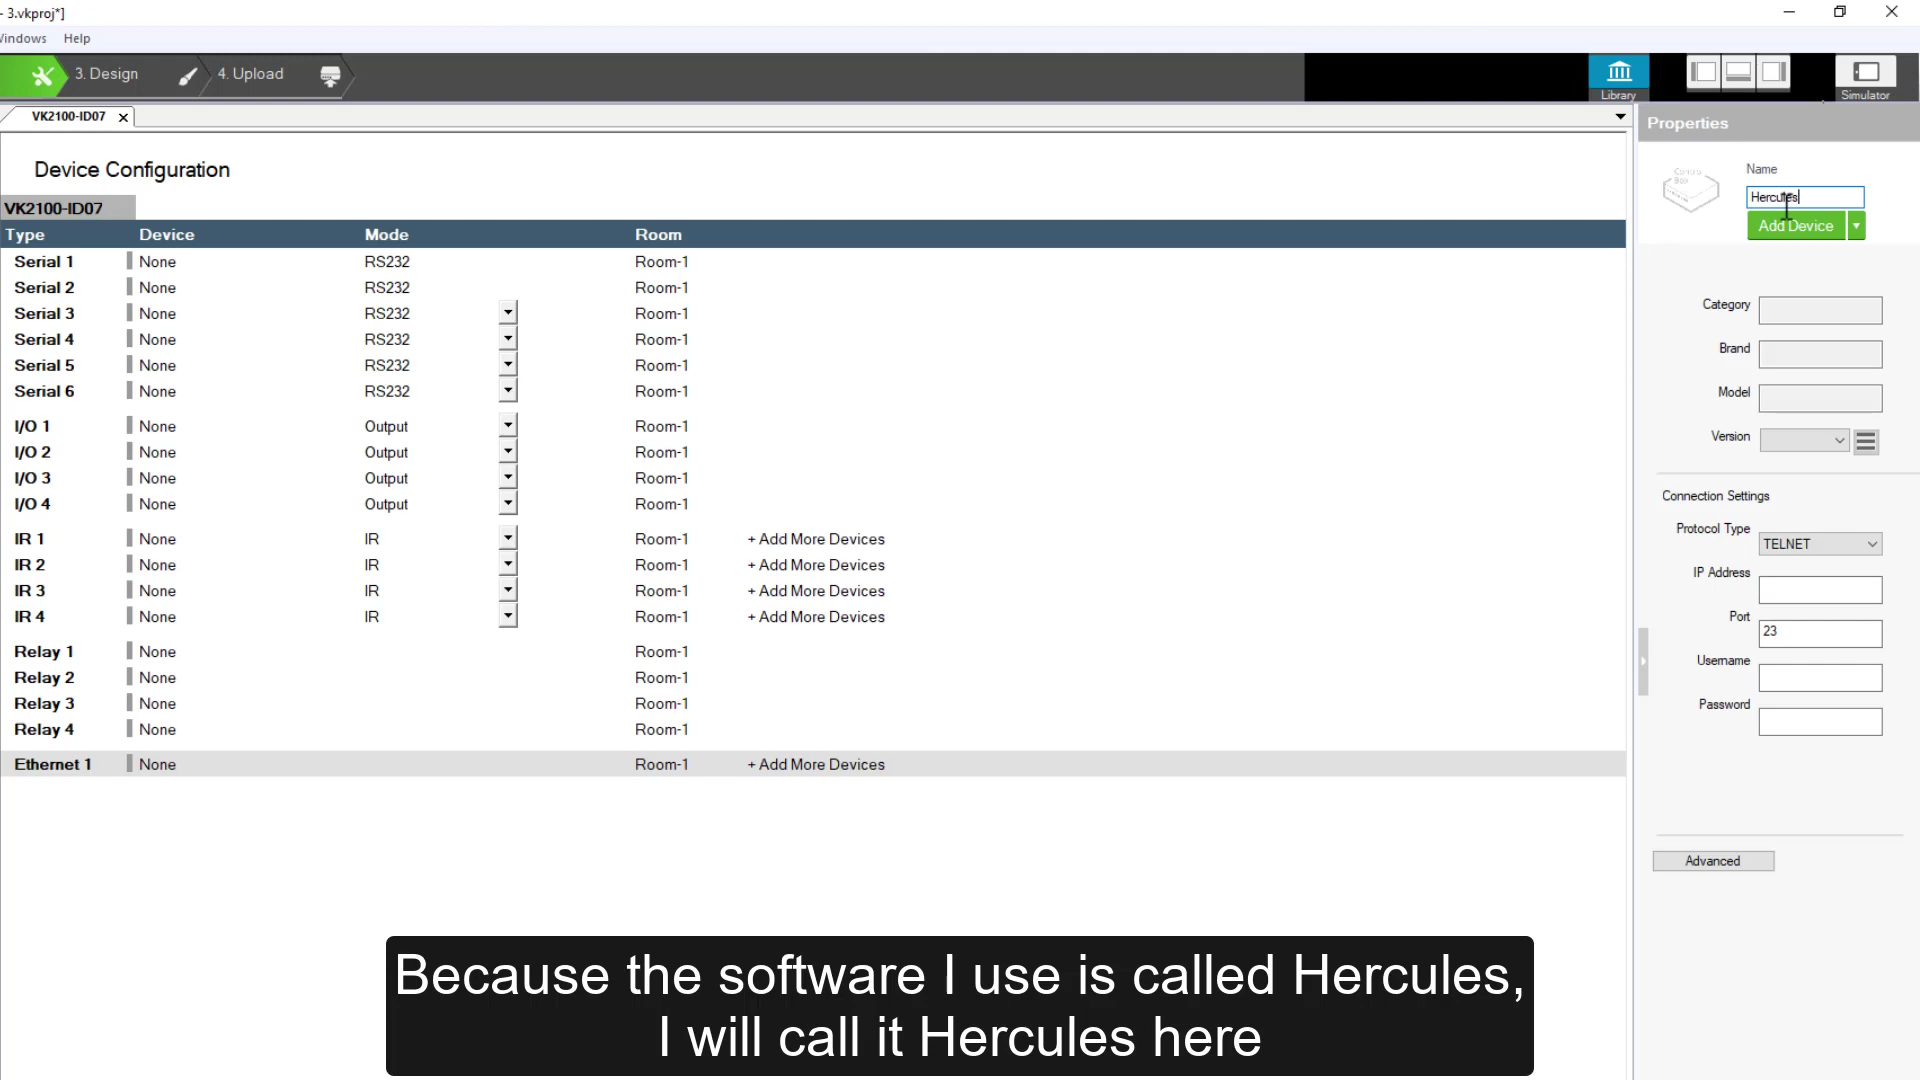 - 3.vkproj*]
Windows Help
3. Design 4. Upload
Library
Simulator
VK2100-ID07
Properties
Device Configuration
Name
Hercules
Add Device
VK2100-ID07
Type Device Mode Room
Serial 1 None RS232 Room-1
Serial 2 None RS232 Room-1
Serial 3 None RS232 Room-1
Serial 4 None RS232 Room-1
Serial 5 None RS232 Room-1
Serial 6 None RS232 Room-1
I/O 1 None Output Room-1
I/O 2 None Output Room-1
I/O 3 None Output Room-1
I/O 4 None Output Room-1
IR 1 None IR Room-1 + Add More Devices
IR 2 None IR Room-1 + Add More Devices
IR 3 None IR Room-1 + Add More Devices
IR 4 None IR Room-1 + Add More Devices
Relay 1 None Room-1
Relay 2 None Room-1
Relay 3 None Room-1
Relay 4 None Room-1
Ethernet 1 None Room-1 + Add More Devices
Category
Brand
Model
Version
Connection Settings
Protocol Type TELNET
IP Address
Port 23
Username
Password
Advanced
Because the software I use is called Hercules,
I will call it Hercules here